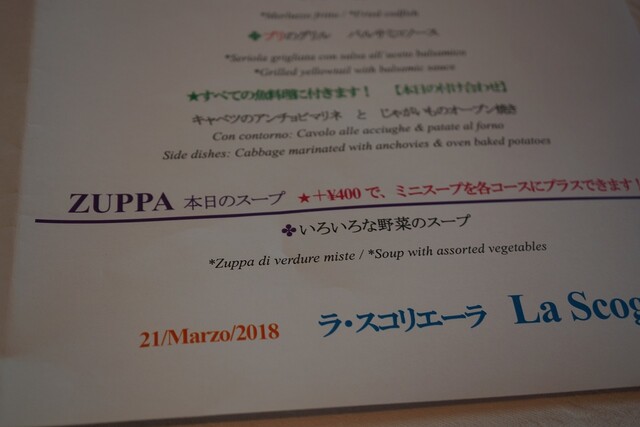 *Merluzzo fritto / *Fried codfish
✤ ブリのグリル バルサミコソース
*Seriola grigliata con salsa all'aceto balsamico
*Grilled yellowtail with balsamic sauce
★すべての魚料理に付きます! 【本日の付け合わせ】
キャベツのアンチョビマリネ と じゃがいものオーブン焼き
Con contorno: Cavolo alle acciughe & patate al forno
Side dishes: Cabbage marinated with anchovies & oven baked potatoes
ZUPPA 本日のスープ ★+¥400 で、ミニスープを各コースにプラスできます!
✤いろいろな野菜のスープ
*Zuppa di verdure miste / *Soup with assorted vegetables
21/Marzo/2018 ラ・スコリエーラ La Scog